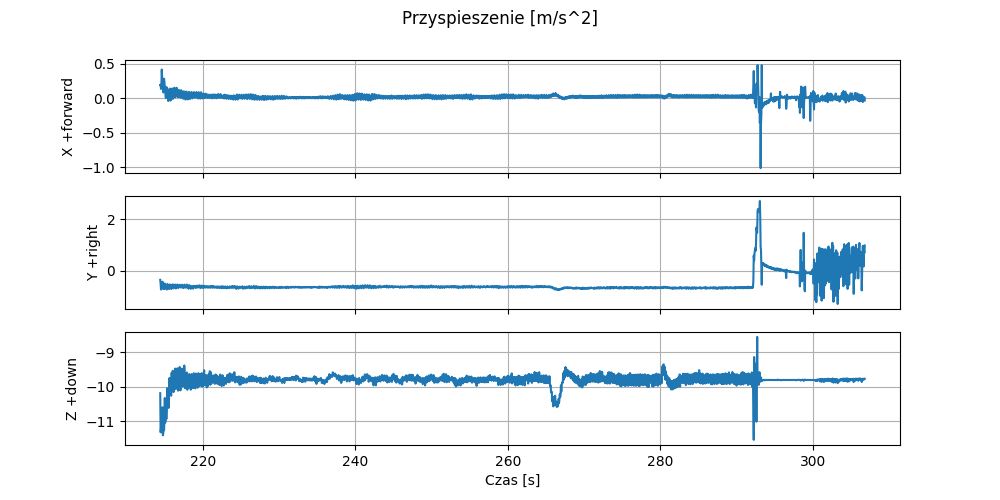 Przyspieszenie [m/s^2]
0.5
0.0
−0.5
−1.0
X +forward
2
0
Y +right
−9
−10
−11
Z +down
220
240
260
280
300
Czas [s]